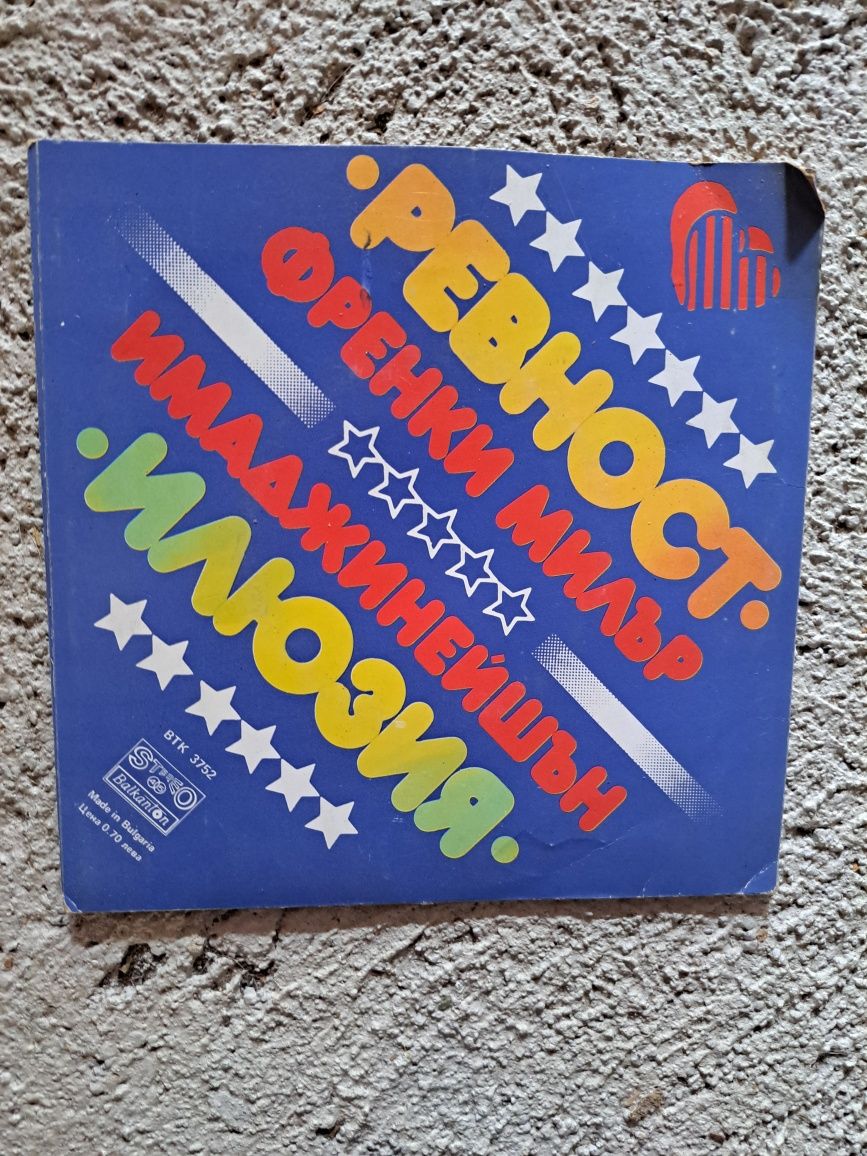 ·РЕВНОСТ·
ФРЕНКИ МИЛЪР
ИМАДЖИНЕЙШЪН
·ИЛЮЗИЯ·
ВТК 3752
STEREO
Balkanton
Made in Bulgaria
Цена 0.70 лева